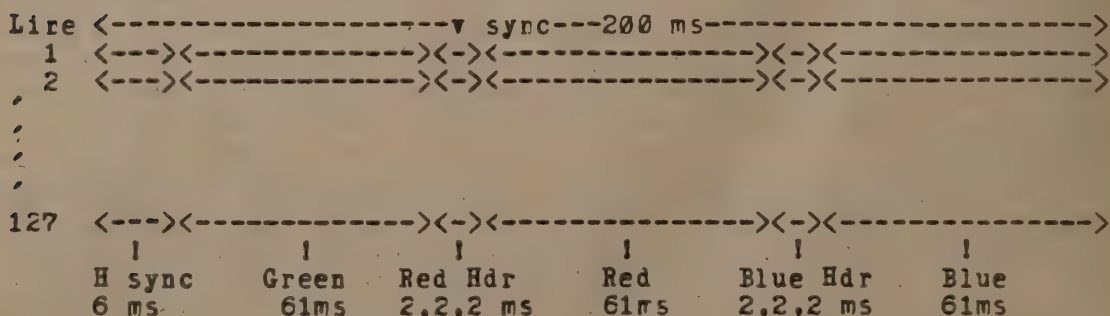 Lire <----------------------v sync---200 ms------------------------>
1 <---><---------------><-><------------------><-><----------------->
2 <---><---------------><-><------------------><-><----------------->
127 <---><---------------><-><------------------><-><----------------->
H sync Green Red Hdr Red Blue Hdr Blue
6 ms 61ms 2,2,2 ms 61ms 2,2,2 ms 61ms